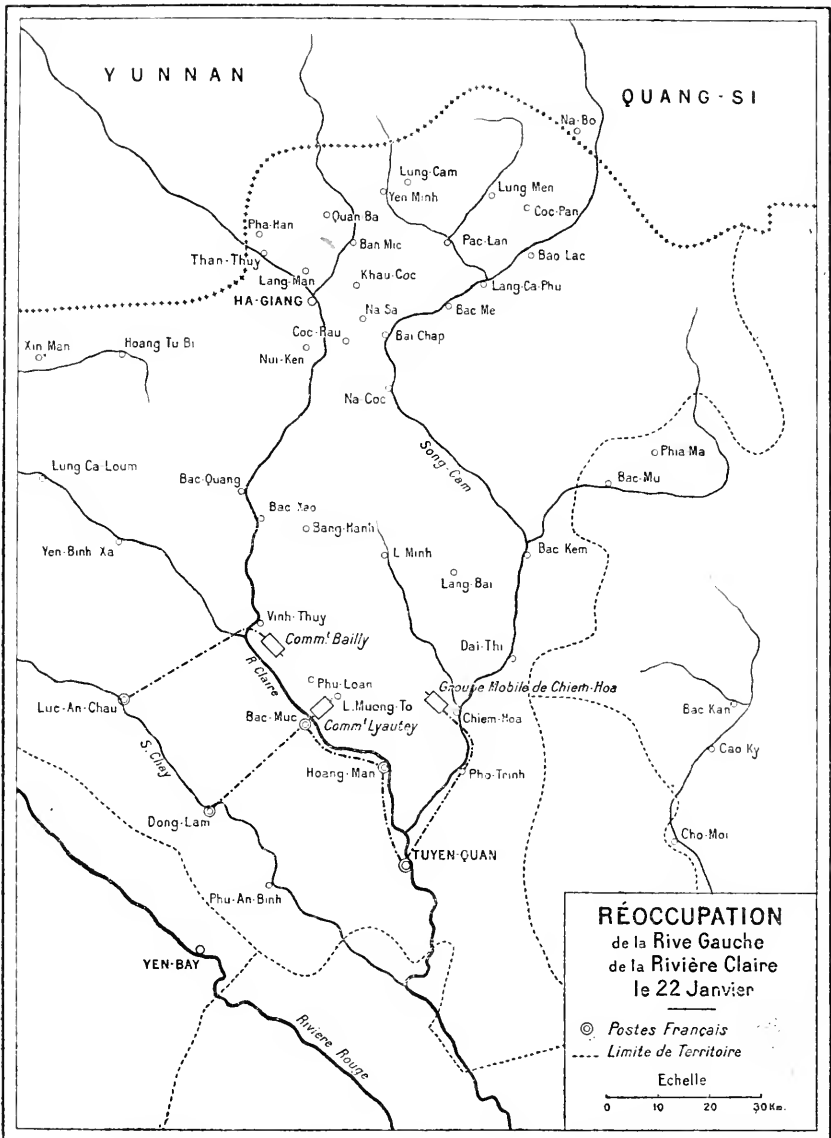 YUNNAN
QUANG-SI
Na-Bo
Lung-Cam
Yen Minh
Lung Men
Coc-Pan
Quan-Ba
Pha-Han
Ban Mic
Pac-Lan
Than-Thuy
Bao Lac
Lang-Man
Khau-Coc
Lang-Ca-Phu
HA-GIANG
Bac Me
Na Sa
Coc-Rau
Bai Chap
Xin Man
Hoang Tu Bi
Nui-Ken
Na-Coc
Song-Cam
Phia Ma
Lung Ca-Loum
Bac-Quang
Bac-Mu
Bac Xao
Bang-Hanh
L Minh
Bac Kem
Yen-Binh Xa
Lang-Bai
Vinh-Thuy
Commt Bailly
Dai-Thi
R. Claire
Phu-Loan
Groupe Mobile de Chiem-Hoa
Luc-An-Chau
L. Muong-To
Bac Kan
Bac-Muc
Commt Lyautey
Chiem-Hoa
S. Chay
Cao Ky
Hoang-Man
Pho-Trinh
Dong-Lam
Cho-Moi
TUYEN-QUAN
Phu-An-Binh
YEN-BAY
Rivière Rouge
RÉOCCUPATION
de la Rive Gauche
de la Rivière Claire
le 22 Janvier
Postes Français
Limite de Territoire
Echelle
0 10 20 30 Km.